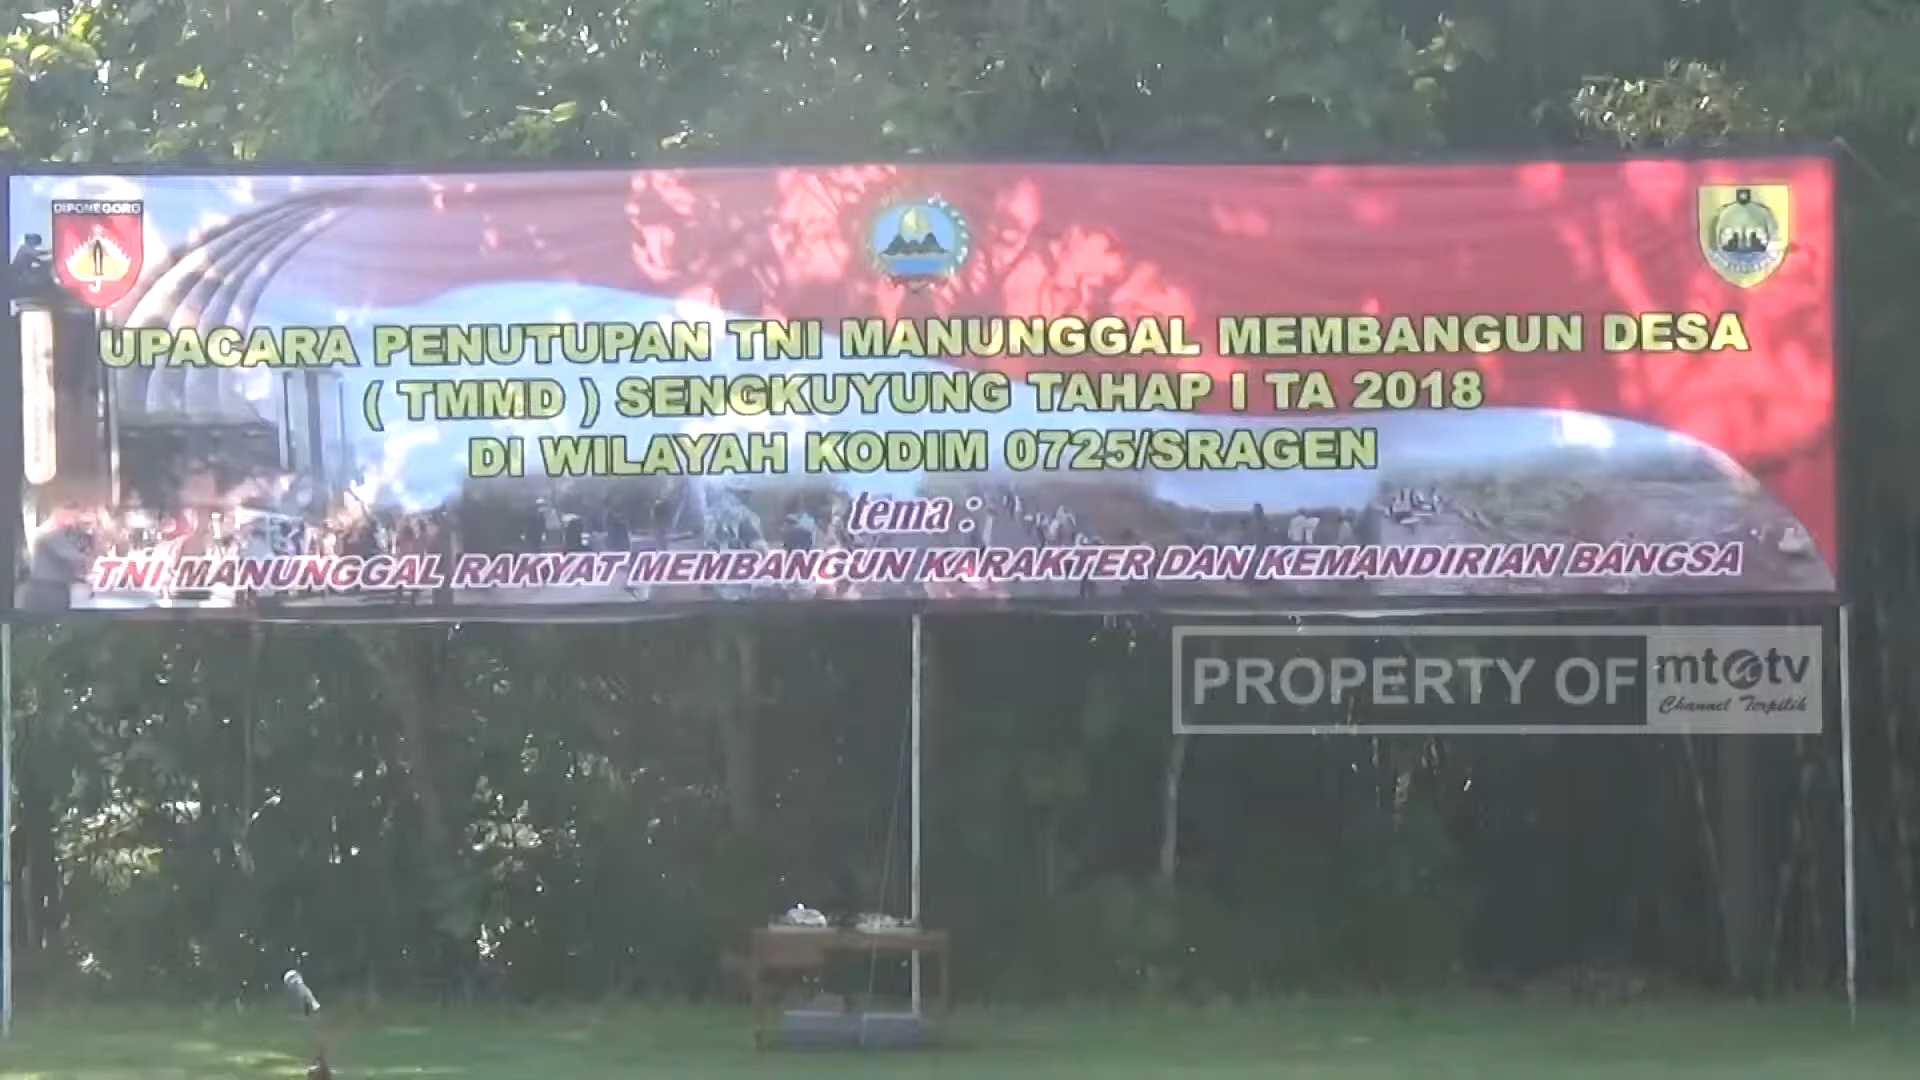 DIPONEGORO
UPACARA PENUTUPAN TNI MANUNGGAL MEMBANGUN DESA
( TMMD ) SENGKUYUNG TAHAP I TA 2018
DI WILAYAH KODIM 0725/SRAGEN
tema :
TNI MANUNGGAL RAKYAT MEMBANGUN KARAKTER DAN KEMANDIRIAN BANGSA
PROPERTY OF mtatv
Channel Terpilih